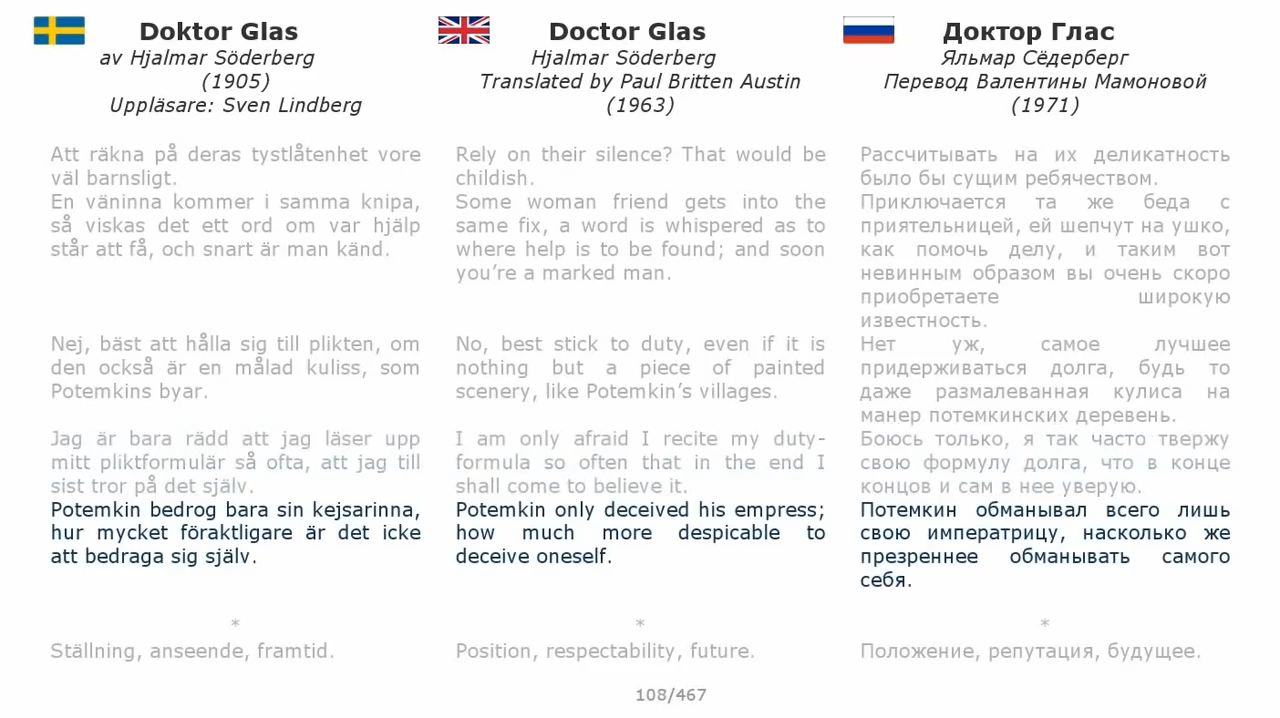 Doktor Glas
av Hjalmar Söderberg
(1905)
Uppläsare: Sven Lindberg
Att räkna på deras tystlåtenhet vore
väl barnsligt.
En väninna kommer i samma knipa,
så viskas det ett ord om var hjälp
står att få, och snart är man känd.
Nej, bäst att hålla sig till plikten, om
den också är en målad kuliss, som
Potemkins byar.
Jag är bara rädd att jag läser upp
mitt pliktformulär så ofta, att jag till
sist tror på det själv.
Potemkin bedrog bara sin kejsarinna,
hur mycket föraktligare är det icke
att bedraga sig själv.
*
Ställning, anseende, framtid.
Doctor Glas
Hjalmar Söderberg
Translated by Paul Britten Austin
(1963)
Rely on their silence? That would be
childish.
Some woman friend gets into the
same fix, a word is whispered as to
where help is to be found; and soon
you’re a marked man.
No, best stick to duty, even if it is
nothing but a piece of painted
scenery, like Potemkin’s villages.
I am only afraid I recite my duty-
formula so often that in the end I
shall come to believe it.
Potemkin only deceived his empress;
how much more despicable to
deceive oneself.
*
Position, respectability, future.
Доктор Глас
Яльмар Сёдерберг
Перевод Валентины Мамоновой
(1971)
Рассчитывать на их деликатность
было бы сущим ребячеством.
Приключается та же беда с
приятельницей, ей шепчут на ушко,
как помочь делу, и таким вот
невинным образом вы очень скоро
приобретаете широкую
известность.
Нет уж, самое лучшее
придерживаться долга, будь то
даже размалеванная кулиса на
манер потемкинских деревень.
Боюсь только, я так часто твержу
свою формулу долга, что в конце
концов и сам в нее уверую.
Потемкин обманывал всего лишь
свою императрицу, насколько же
презреннее обманывать самого
себя.
*
Положение, репутация, будущее.
108/467